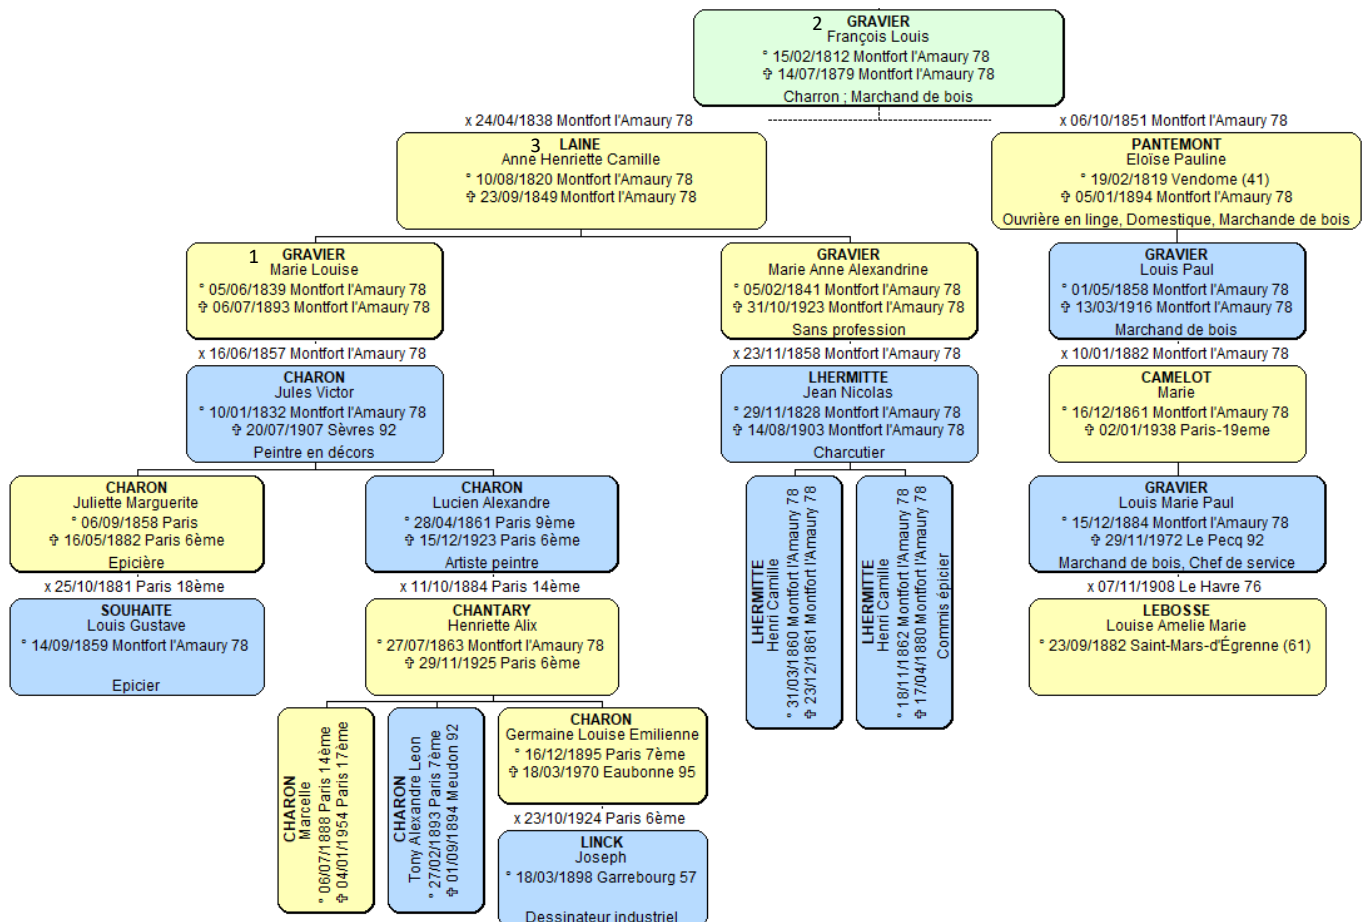 2 GRAVIER
François Louis
° 15/02/1812 Montfort l'Amaury 78
✞ 14/07/1879 Montfort l'Amaury 78
Charron ; Marchand de bois
x 24/04/1838 Montfort l'Amaury 78
x 06/10/1851 Montfort l'Amaury 78
3 LAINE
Anne Henriette Camille
° 10/08/1820 Montfort l'Amaury 78
✞ 23/09/1849 Montfort l'Amaury 78
PANTEMONT
Eloïse Pauline
° 19/02/1819 Vendome (41)
✞ 05/01/1894 Montfort l'Amaury 78
Ouvrière en linge, Domestique, Marchande de bois
1 GRAVIER
Marie Louise
° 05/06/1839 Montfort l'Amaury 78
✞ 06/07/1893 Montfort l'Amaury 78
GRAVIER
Marie Anne Alexandrine
° 05/02/1841 Montfort l'Amaury 78
✞ 31/10/1923 Montfort l'Amaury 78
Sans profession
GRAVIER
Louis Paul
° 01/05/1858 Montfort l'Amaury 78
✞ 13/03/1916 Montfort l'Amaury 78
Marchand de bois
x 16/06/1857 Montfort l'Amaury 78
x 23/11/1858 Montfort l'Amaury 78
x 10/01/1882 Montfort l'Amaury 78
CHARON
Jules Victor
° 10/01/1832 Montfort l'Amaury 78
✞ 20/07/1907 Sèvres 92
Peintre en décors
LHERMITTE
Jean Nicolas
° 29/11/1828 Montfort l'Amaury 78
✞ 14/08/1903 Montfort l'Amaury 78
Charcutier
CAMELOT
Marie
° 16/12/1861 Montfort l'Amaury 78
✞ 02/01/1938 Paris-19eme
CHARON
Juliette Marguerite
° 06/09/1858 Paris
✞ 16/05/1882 Paris 6ème
Epicière
CHARON
Lucien Alexandre
° 28/04/1861 Paris 9ème
✞ 15/12/1923 Paris 6ème
Artiste peintre
LHERMITTE
Henri Camille
° 31/03/1860 Montfort l'Amaury 78
✞ 23/12/1861 Montfort l'Amaury 78
LHERMITTE
Henri Camille
° 18/11/1862 Montfort l'Amaury 78
✞ 17/04/1880 Montfort l'Amaury 78
Commis épicier
GRAVIER
Louis Marie Paul
° 15/12/1884 Montfort l'Amaury 78
✞ 29/11/1972 Le Pecq 92
Marchand de bois, Chef de service
x 25/10/1881 Paris 18ème
x 11/10/1884 Paris 14ème
x 07/11/1908 Le Havre 76
SOUHAITE
Louis Gustave
° 14/09/1859 Montfort l'Amaury 78
Epicier
CHANTARY
Henriette Alix
° 27/07/1863 Montfort l'Amaury 78
✞ 29/11/1925 Paris 6ème
LEBOSSE
Louise Amelie Marie
° 23/09/1882 Saint-Mars-d'Égrenne (61)
CHARON
Marcelle
° 06/07/1888 Paris 14ème
✞ 04/01/1954 Paris 17ème
CHARON
Tony Alexandre Leon
° 27/02/1893 Paris 7ème
✞ 01/09/1894 Meudon 92
CHARON
Germaine Louise Emilienne
° 16/12/1895 Paris 7ème
✞ 18/03/1970 Eaubonne 95
x 23/10/1924 Paris 6ème
LINCK
Joseph
° 18/03/1898 Garrebourg 57
Dessinateur industriel